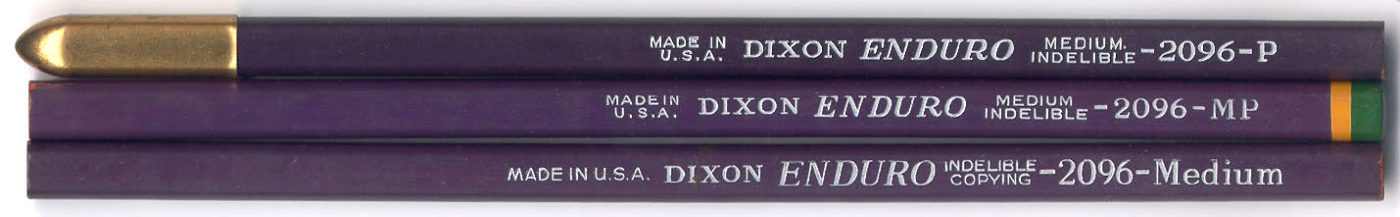 MADE IN U.S.A. DIXON ENDURO MEDIUM. INDELIBLE -2096-P
MADE IN U.S.A. DIXON ENDURO MEDIUM INDELIBLE -2096-MP
MADE IN U.S.A. DIXON ENDURO INDELIBLE COPYING -2096-Medium